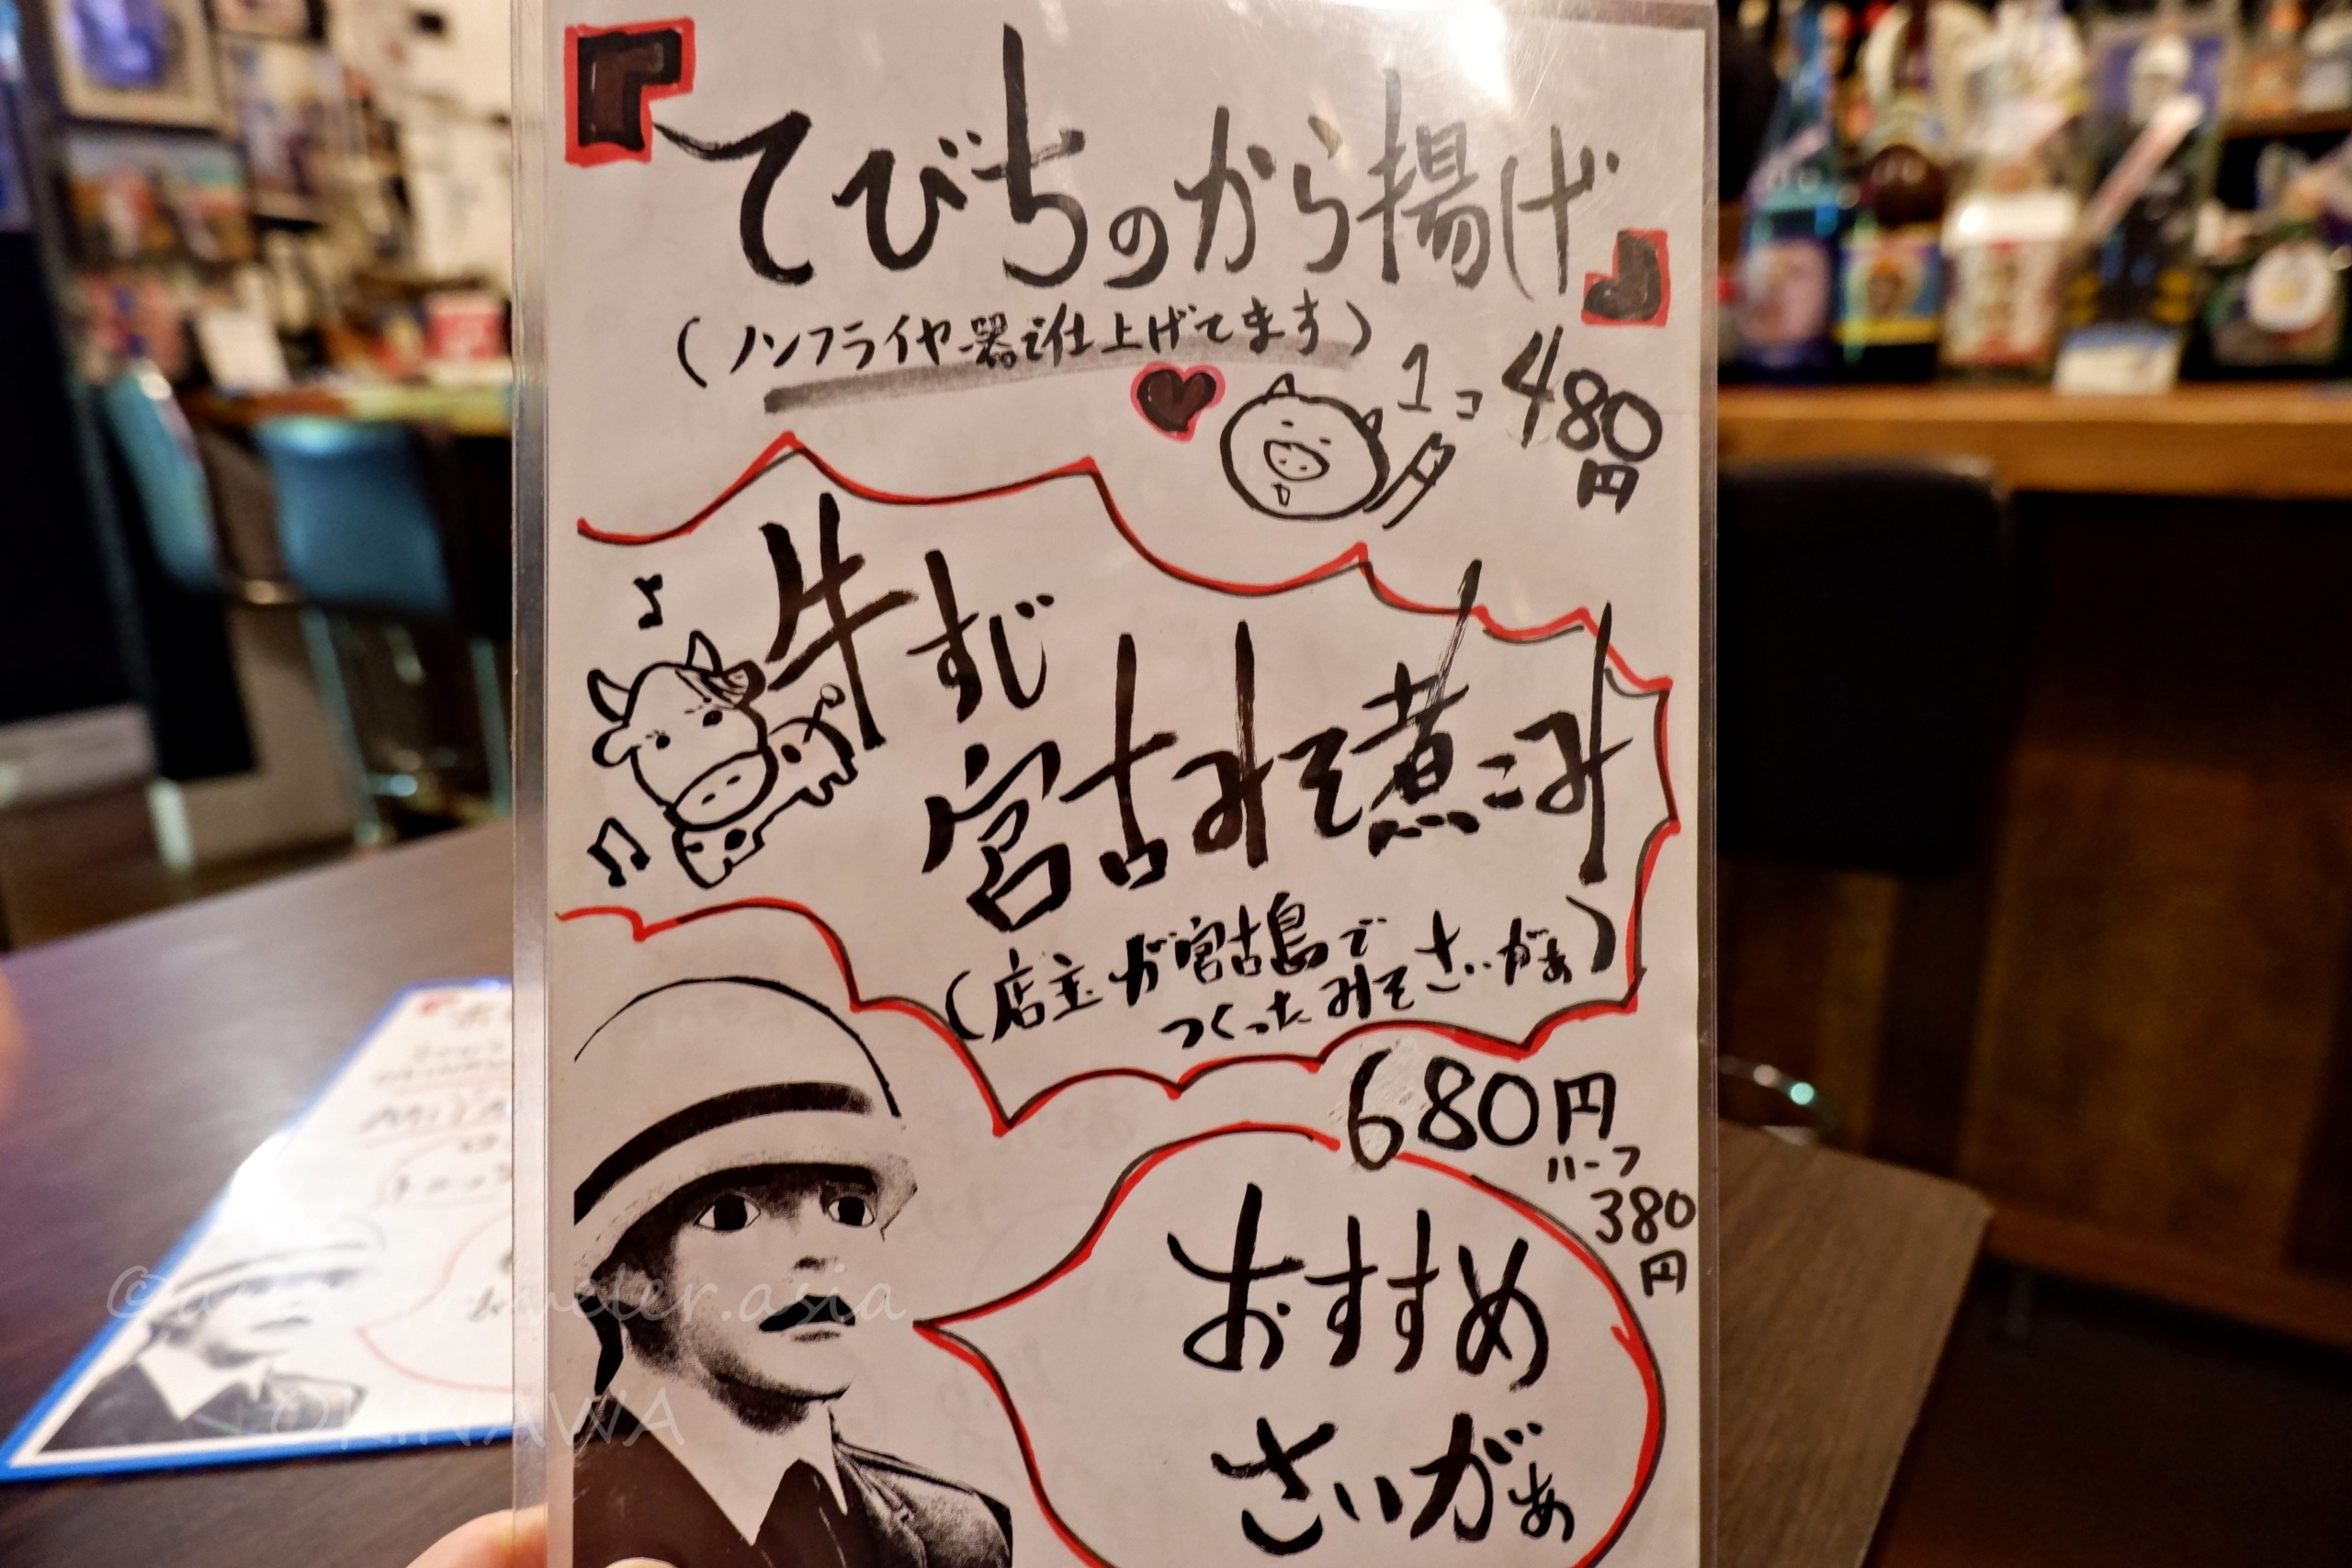 『てびちのから揚げ』
(ノンフライヤー器で仕上げてます)
1コ 480円
牛すじ
宮古みそ煮こみ
(店主が宮古島で
つくったみそさいがぁ)
680円
ハーフ
380円
おすすめ
さいがぁ
OKINAWA